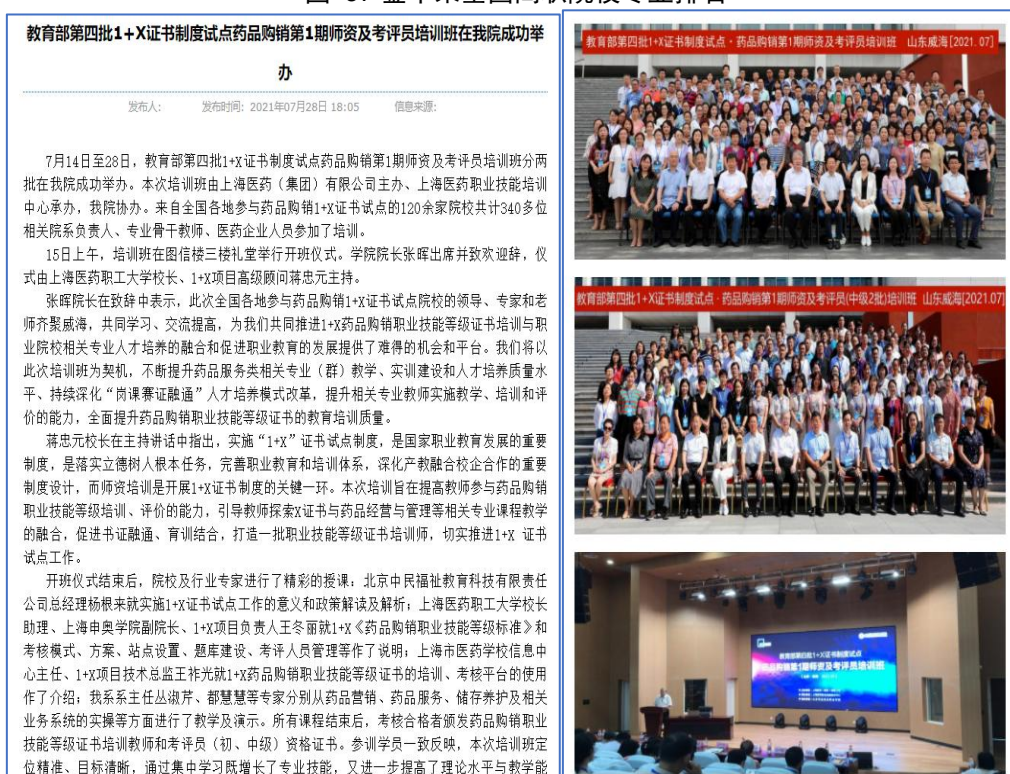 教育部第四批1+X证书制度试点药品购销第1期师资及考评员培训班在我院成功举
办
发布人： 发布时间：2021年07月28日 18:05 信息来源：
7月14日至28日，教育部第四批1+X证书制度试点药品购销第1期师资及考评员培训班分两
批在我院成功举办。本次培训班由上海医药（集团）有限公司主办、上海医药职业技能培训
中心承办，我院协办。来自全国各地参与药品购销1+X证书试点的120余家院校共计340多位
相关院系负责人、专业骨干教师、医药企业人员参加了培训。
15日上午，培训班在图信楼三楼礼堂举行开班仪式。学院院长张晖出席并致欢迎辞，仪
式由上海医药职工大学校长、1+X项目高级顾问蒋忠元主持。
张晖院长在致辞中表示，此次全国各地参与药品购销1+X证书试点院校的领导、专家和老
师齐聚威海，共同学习、交流提高，为我们共同推进1+X药品购销职业技能等级证书培训与职
业院校相关专业人才培养的融合和促进职业教育的发展提供了难得的机会和平台。我们将以
此次培训班为契机，不断提升药品服务类相关专业（群）教学、实训建设和人才培养质量水
平、持续深化“岗课赛证融通”人才培养模式改革，提升相关专业教师实施教学、培训和评
价的能力，全面提升药品购销职业技能等级证书的教育培训质量。
蒋忠元校长在主持讲话中指出，实施“1+X”证书试点制度，是国家职业教育发展的重要
制度，是落实立德树人根本任务，完善职业教育和培训体系，深化产教融合校企合作的重要
制度设计，而师资培训是开展1+X证书制度的关键一环。本次培训旨在提高教师参与药品购销
职业技能等级培训、评价的能力，引导教师探索X证书与药品经营与管理等相关专业课程教学
的融合，促进书证融通、育训结合，打造一批职业技能等级证书培训师，切实推进1+X 证书
试点工作。
开班仪式结束后，院校及行业专家进行了精彩的授课：北京中民福祉教育科技有限责任
公司总经理杨根来就实施1+X证书试点工作的意义和政策解读及解析；上海医药职工大学校长
助理、上海申奥学院副院长、1+X项目负责人王冬丽就1+X《药品购销职业技能等级标准》和
考核模式、方案、站点设置、题库建设、考评人员管理等作了说明；上海市医药学校信息中
心主任、1+X项目技术总监王祚光就1+X药品购销职业技能等级证书的培训、考核平台的使用
作了介绍；我系系主任丛淑芹、都慧慧等专家分别从药品营销、药品服务、储存养护及相关
业务系统的实操等方面进行了教学及演示。所有课程结束后，考核合格者颁发药品购销职业
技能等级证书培训教师和考评员（初、中级）资格证书。参训学员一致反映，本次培训班定
位精准、目标清晰，通过集中学习既增长了专业技能，又进一步提高了理论水平与教学能
教育部第四批1+X证书制度试点·药品购销第1期师资及考评员培训班 山东威海[2021.07]
教育部第四批1+X证书制度试点·药品购销第1期师资及考评员(中级2批)培训班 山东威海[2021.07]
教育部第四批1+X证书制度试点
药品购销第1期师资及考评员培训班